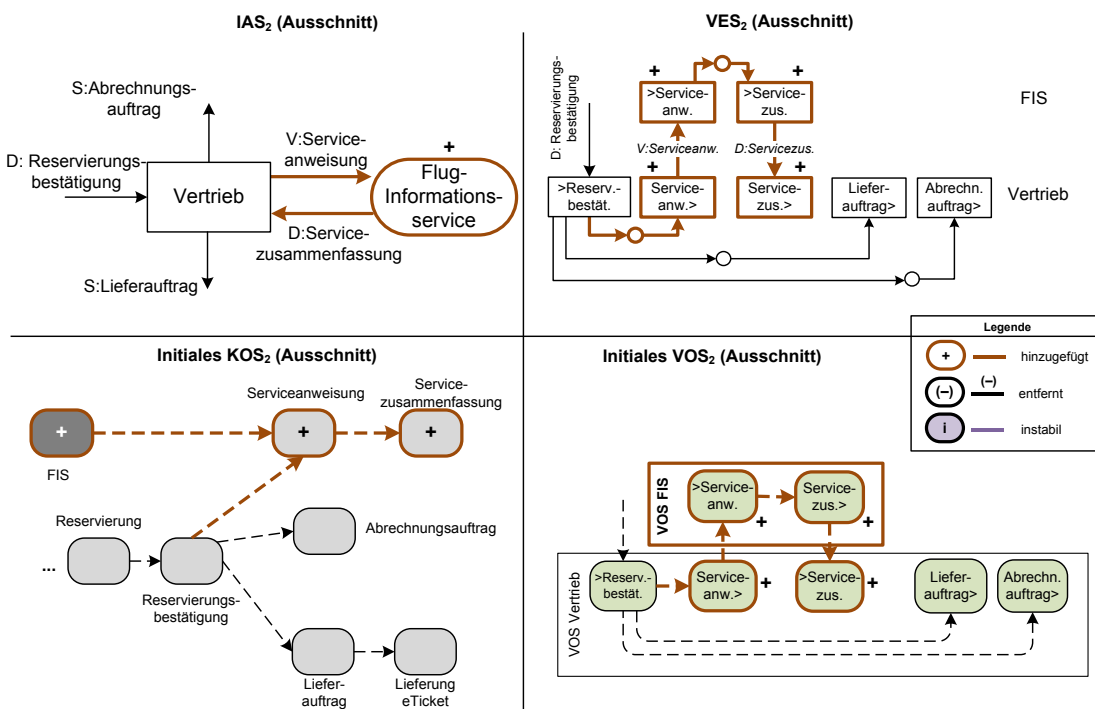 IAS2 (Ausschnitt)
S:Abrechnungs-
auftrag
V:Service-
anweisung
D: Reservierungs-
bestätigung
Vertrieb
+
Flug-
Informations-
service
D:Service-
zusammenfassung
S:Lieferauftrag
VES2 (Ausschnitt)
D: Reservierungs-
bestätigung
+
>Service-
anw.
+
>Service-
zus.
FIS
V:Serviceanw.
D:Servicezus.
>Reserv.-
bestät.
+
Service-
anw.>
+
Service-
zus.>
Liefer-
auftrag>
Abrechn.
auftrag>
Vertrieb
Initiales KOS2 (Ausschnitt)
Serviceanweisung
Service-
zusammenfassung
+
+
+
FIS
Reservierung
Abrechnungsauftrag
...
Reservierungs-
bestätigung
Liefer-
auftrag
Lieferung
eTicket
Initiales VOS2 (Ausschnitt)
Legende
+
hinzugefügt
(–)
(–)
entfernt
i
instabil
VOS FIS
>Service-
anw.
+
Service-
zus.>
+
VOS Vertrieb
>Reserv.-
bestät.
Service-
anw.>
+
>Service-
zus.
+
Liefer-
auftrag>
Abrechn.
auftrag>